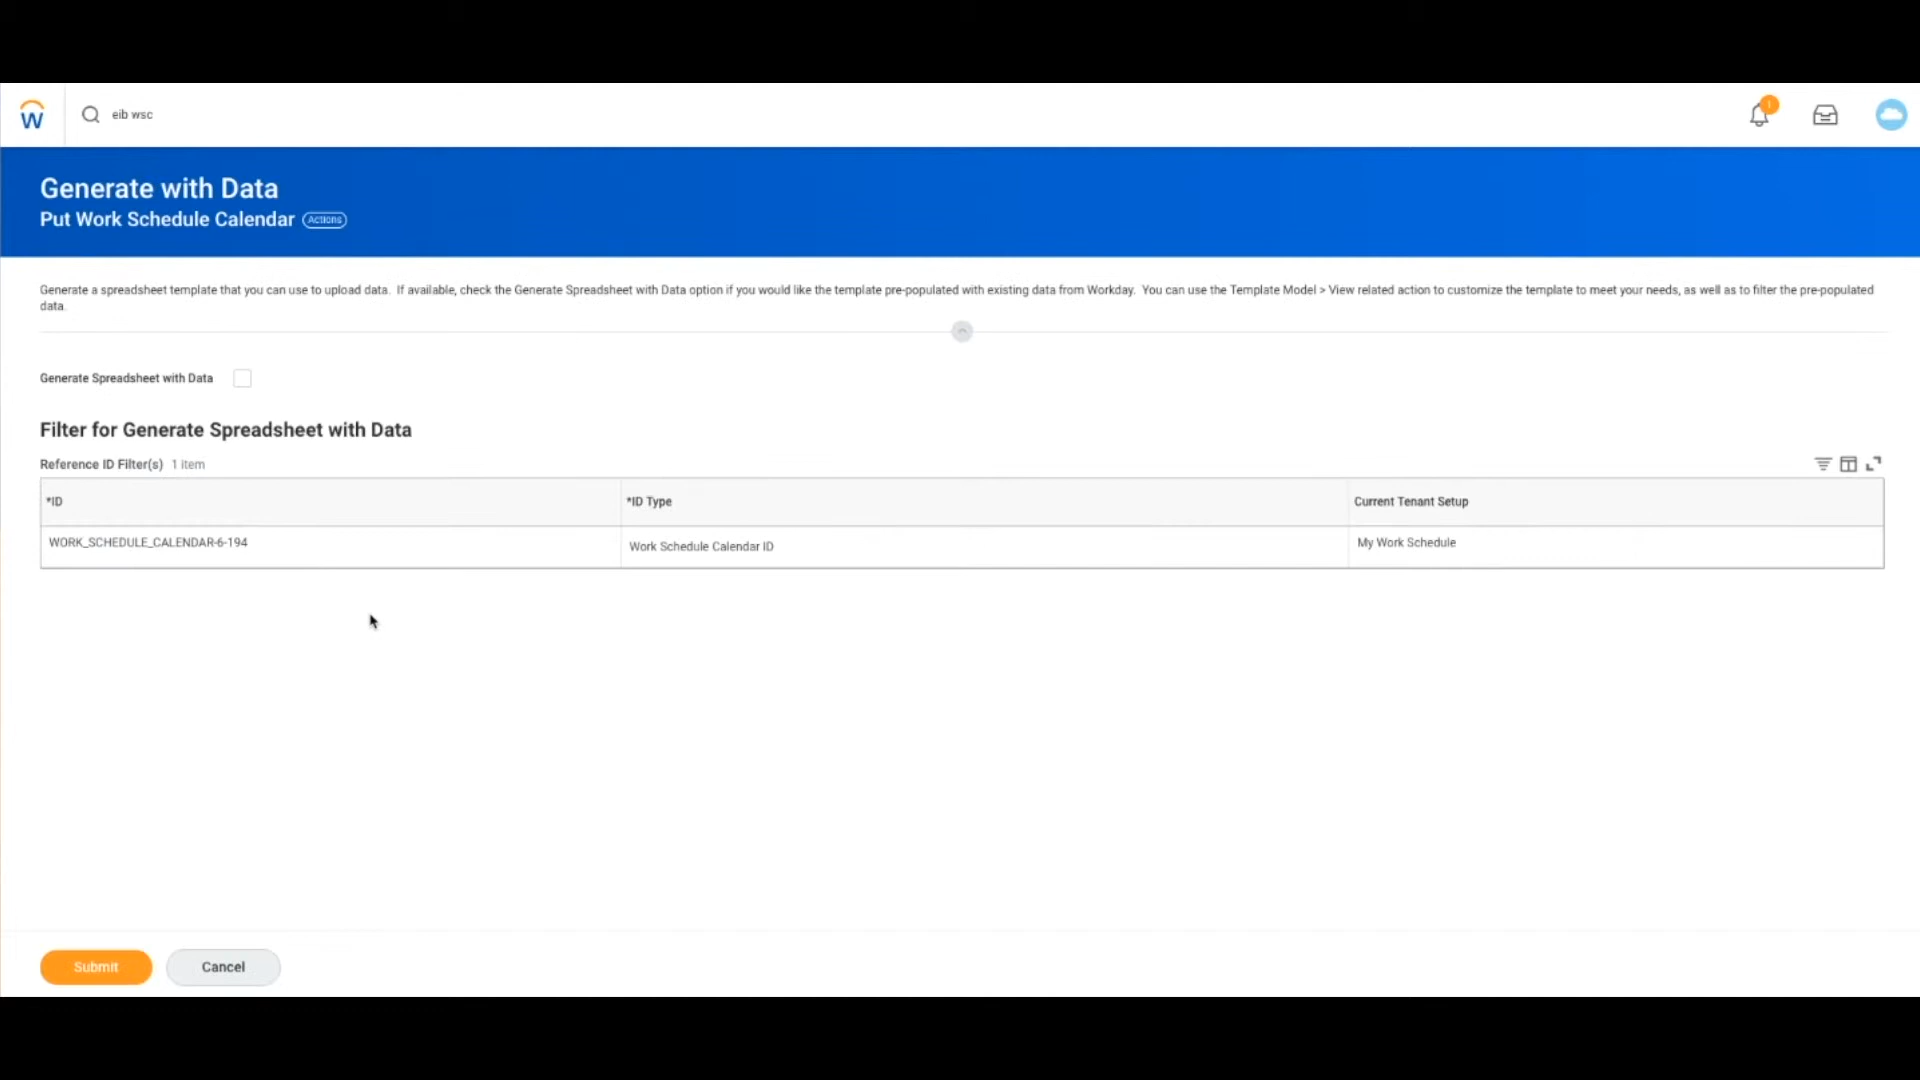 W
eib wsc
1
Generate with Data
Put Work Schedule Calendar Actions
Generate a spreadsheet template that you can use to upload data. If available, check the Generate Spreadsheet with Data option if you would like the template pre-populated with existing data from Workday. You can use the Template Model > View related action to customize the template to meet your needs, as well as to filter the pre-populated
data.
Generate Spreadsheet with Data
Filter for Generate Spreadsheet with Data
Reference ID Filter(s) 1 item
*ID *ID Type Current Tenant Setup
WORK_SCHEDULE_CALENDAR-6-194 Work Schedule Calendar ID My Work Schedule
Submit Cancel